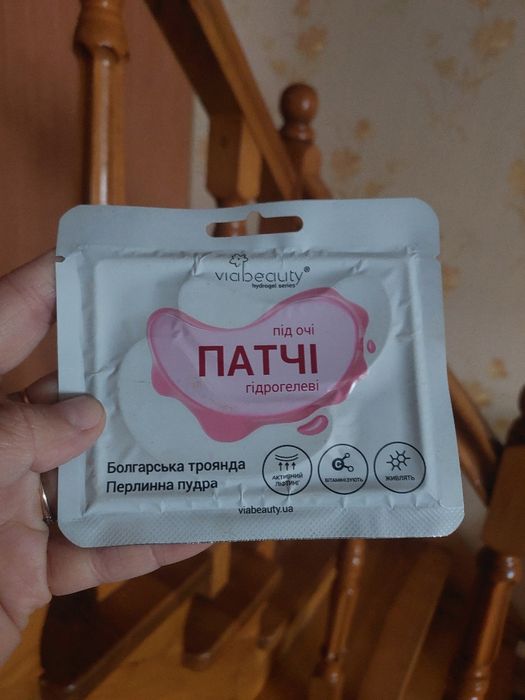 viabeauty®
hydrogel series
під очі
ПАТЧІ
гідрогелеві
Болгарська троянда
Перлинна пудра
АКТИВНИЙ
ЛІФТИНГ
C
ВІТАМІНІЗУЮТЬ
ЖИВЛЯТЬ
viabeauty.ua